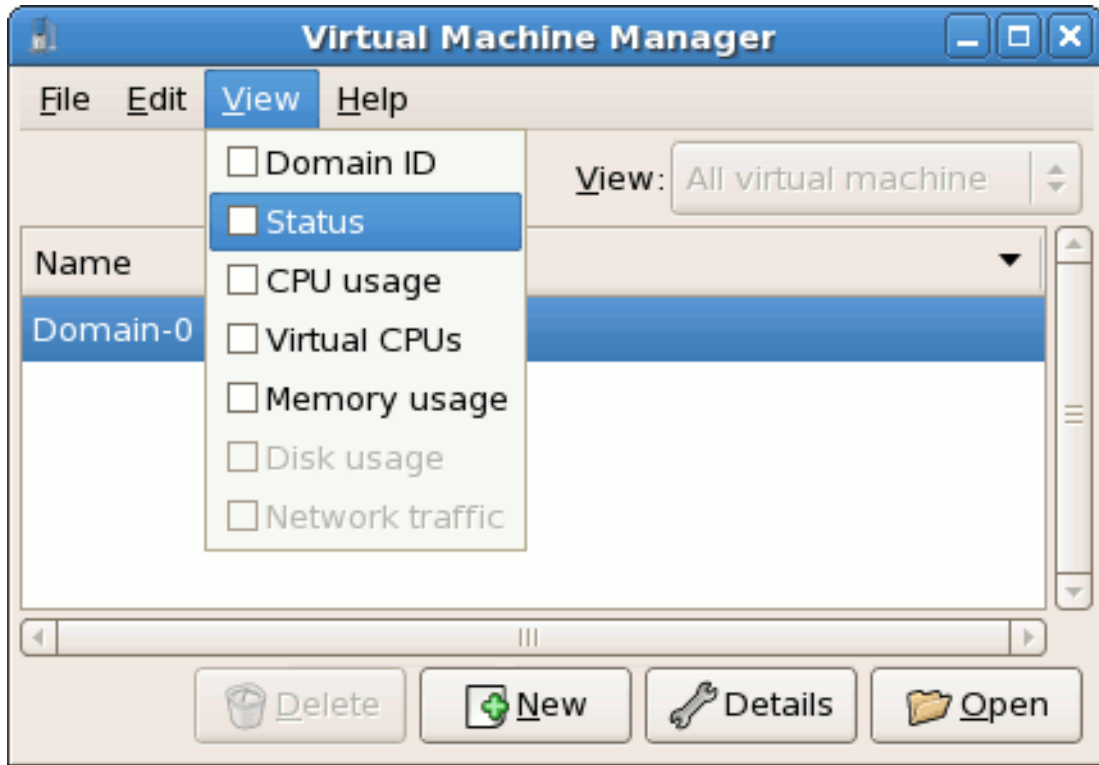 Virtual Machine Manager
File Edit View Help
Domain ID
View: All virtual machine
Status
Name
CPU usage
Domain-0
Virtual CPUs
Memory usage
Disk usage
Network traffic
Delete New Details Open